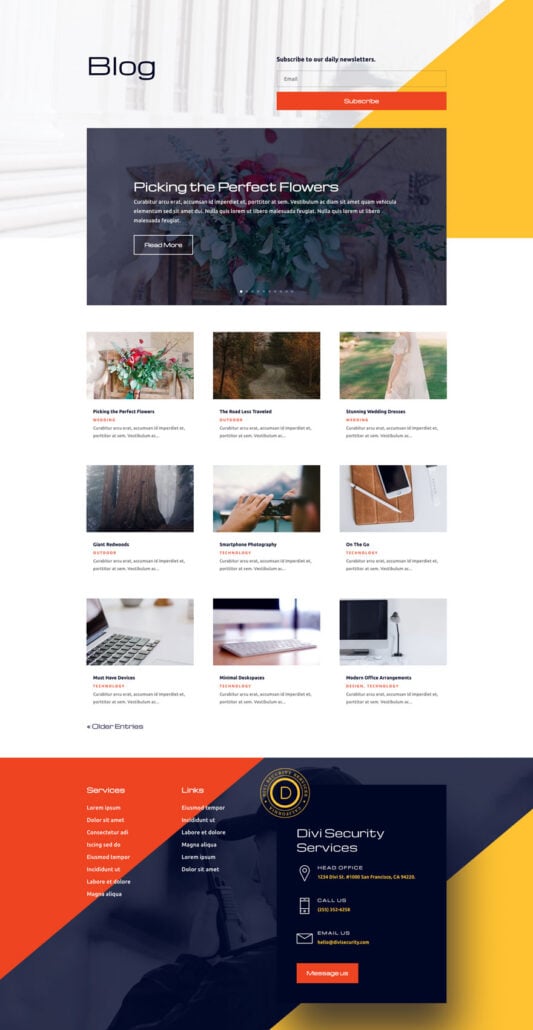 Blog
Subscribe to our daily newsletters.
Email
Subscribe
Picking the Perfect Flowers
Curabitur arcu erat, accumsan id imperdiet et, porttitor at sem. Vestibulum ac diam sit amet quam vehicula
elementum sed sit amet dui. Nulla quis lorem ut libero malesuada feugiat. Nulla quis lorem ut libero
malesuada feugiat.
Read More
Picking the Perfect Flowers
WEDDING
Curabitur arcu erat, accumsan id imperdiet et,
porttitor at sem. Vestibulum ac...
The Road Less Traveled
OUTDOOR
Curabitur arcu erat, accumsan id imperdiet et,
porttitor at sem. Vestibulum ac...
Stunning Wedding Dresses
WEDDING
Curabitur arcu erat, accumsan id imperdiet et,
porttitor at sem. Vestibulum ac...
Giant Redwoods
OUTDOOR
Curabitur arcu erat, accumsan id imperdiet et,
porttitor at sem. Vestibulum ac...
Smartphone Photography
TECHNOLOGY
Curabitur arcu erat, accumsan id imperdiet et,
porttitor at sem. Vestibulum ac...
On The Go
TECHNOLOGY
Curabitur arcu erat, accumsan id imperdiet et,
porttitor at sem. Vestibulum ac...
Must Have Devices
TECHNOLOGY
Curabitur arcu erat, accumsan id imperdiet et,
porttitor at sem. Vestibulum ac...
Minimal Deskspaces
TECHNOLOGY
Curabitur arcu erat, accumsan id imperdiet et,
porttitor at sem. Vestibulum ac...
Modern Office Arrangements
DESIGN, TECHNOLOGY
Curabitur arcu erat, accumsan id imperdiet et,
porttitor at sem. Vestibulum ac...
« Older Entries
Services
Lorem ipsum
Dolor sit amet
Consectetur adi
Iscing sed do
Eiusmod tempor
Incididunt ut
Labore et dolore
Magna aliqua
Links
Eiusmod tempor
Incididunt ut
Labore et dolore
Magna aliqua
Lorem ipsum
Dolor sit amet
DIVI SECURITY SERVICES
D
CALIFORNIA
Divi Security
Services
HEAD OFFICE
1234 Divi St. #1000 San Francisco, CA 94220.
CALL US
(255) 352-6258
EMAIL US
hello@divisecurity.com
Message us